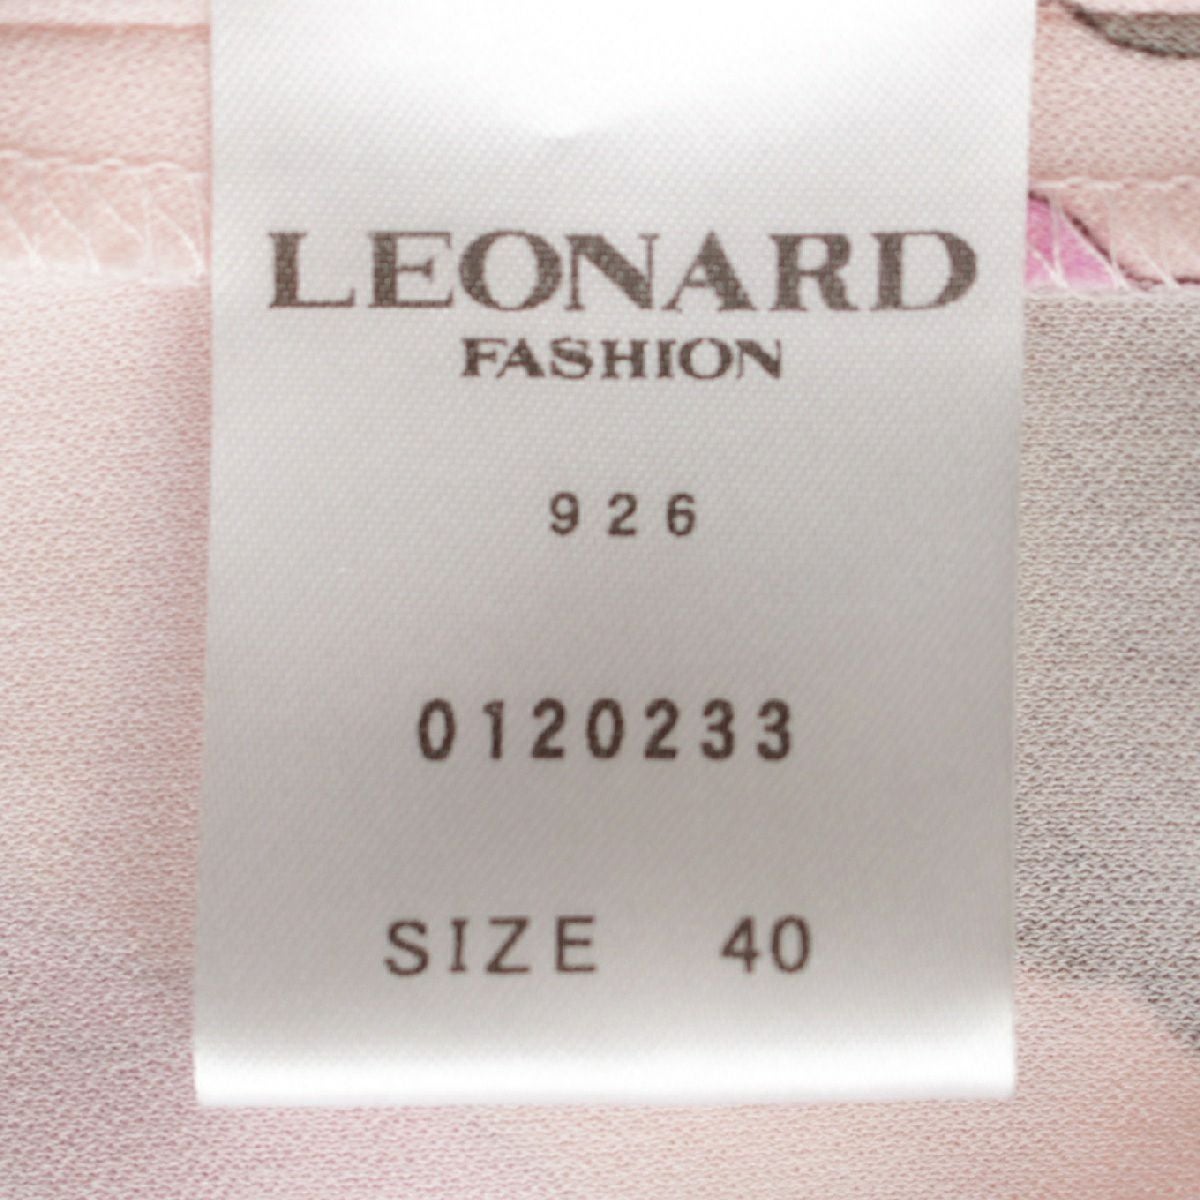 LEONARD
FASHION
926
0120233
SIZE 40